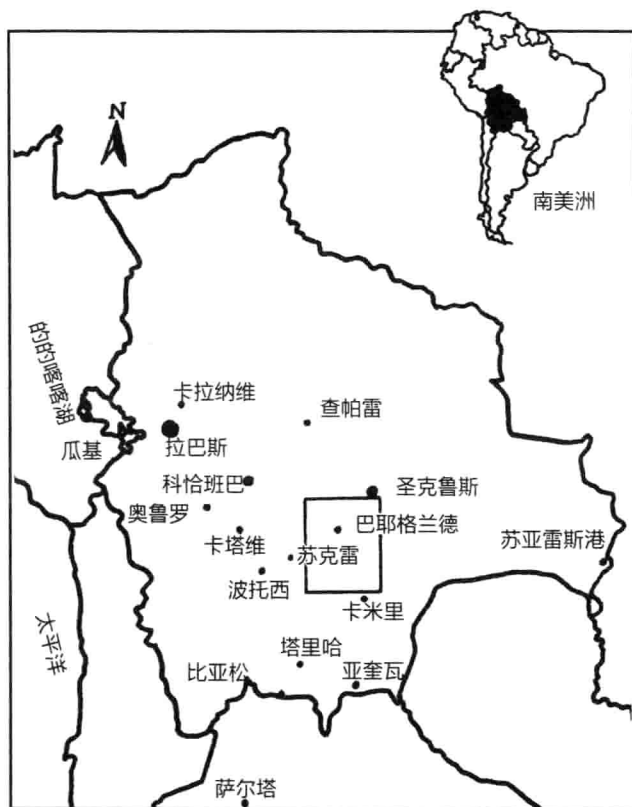 N
南美洲
的的喀喀湖
卡拉纳维
查帕雷
瓜基
拉巴斯
科恰班巴
圣克鲁斯
奥鲁罗
巴耶格兰德
卡塔维
苏克雷
苏亚雷斯港
波托西
卡米里
太平洋
塔里哈
比亚松
亚奎瓦
萨尔塔